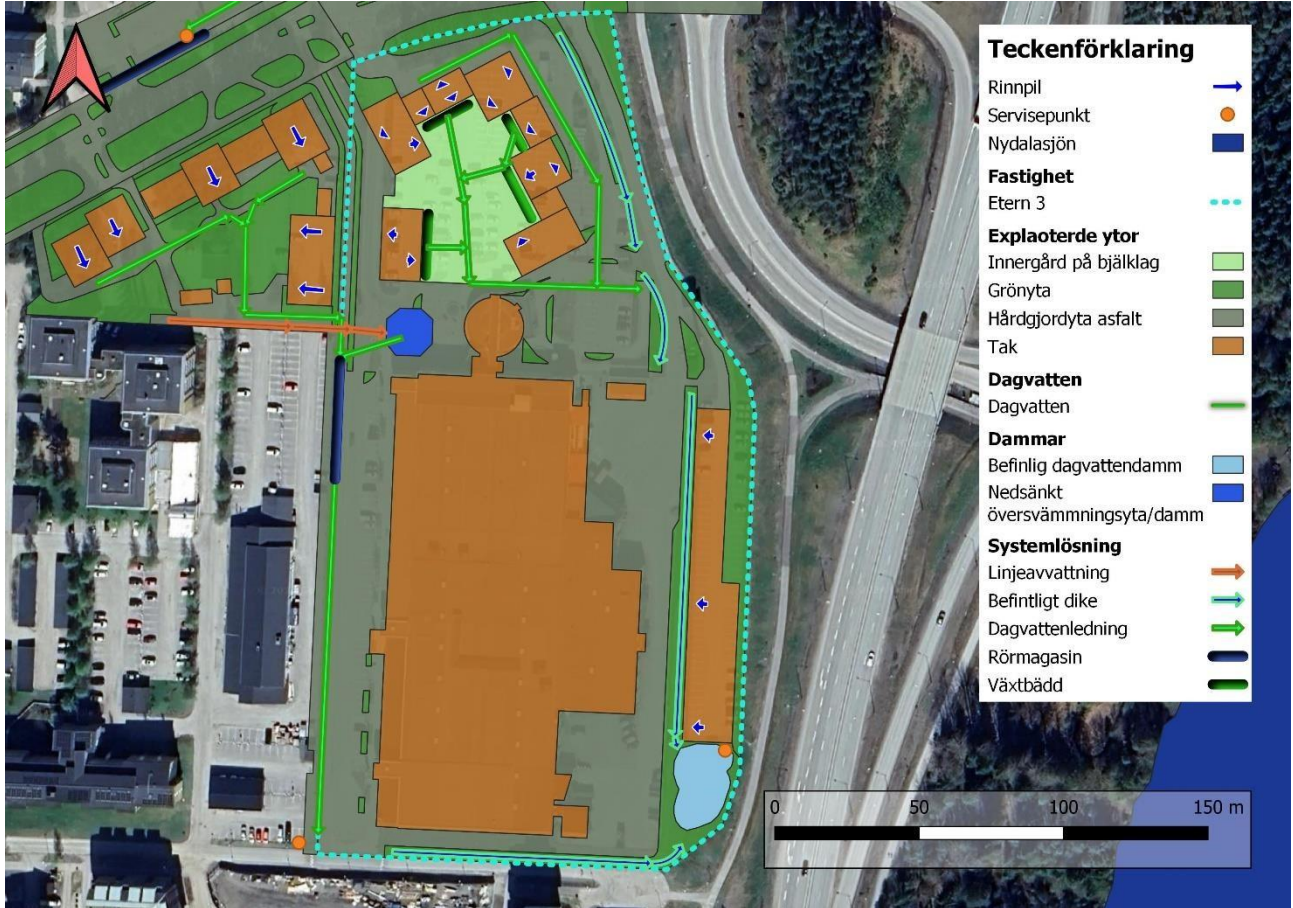 Teckenförklaring
Rinnpil
Servisepunkt
Nydalasjön
Fastighet
Etern 3
Explaoterde ytor
Innergård på bjälklag
Grönyta
Hårdgjordyta asfalt
Tak
Dagvatten
Dagvatten
Dammar
Befinlig dagvattendamm
Nedsänkt
översvämmningsyta/damm
Systemlösning
Linjeavvattning
Befintligt dike
Dagvattenledning
Rörmagasin
Växtbädd
0 50 100 150 m